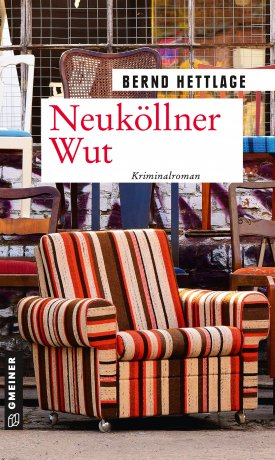 BERND HETTLAGE
Neuköllner
Wut
Kriminalroman
GMEINER